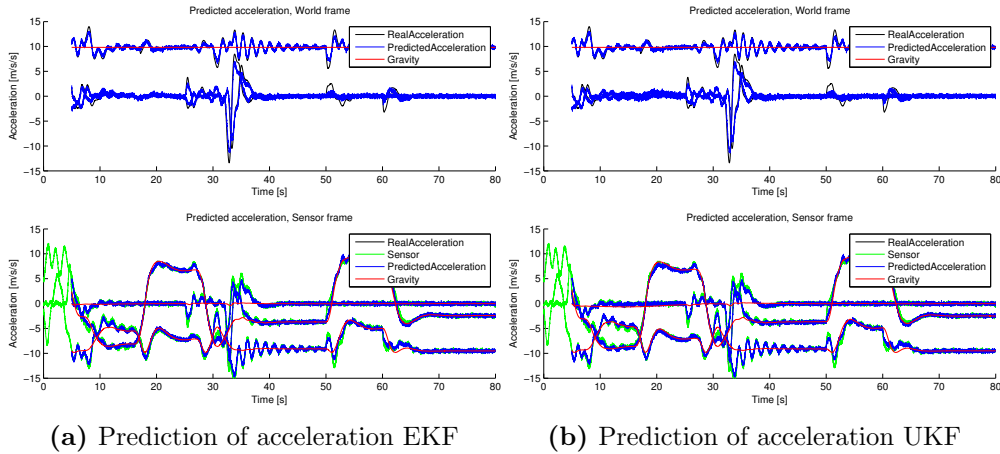 Predicted acceleration, World frame
Acceleration [m/s/s]
15
10
5
0
−5
−10
−15
RealAcceleration
PredictedAcceleration
Gravity
0 10 20 30 40 50 60 70 80
Time [s]
Predicted acceleration, World frame
Acceleration [m/s/s]
15
10
5
0
−5
−10
−15
RealAcceleration
PredictedAcceleration
Gravity
0 10 20 30 40 50 60 70 80
Time [s]
Predicted acceleration, Sensor frame
Acceleration [m/s/s]
15
10
5
0
−5
−10
−15
RealAcceleration
Sensor
PredictedAcceleration
Gravity
0 10 20 30 40 50 60 70 80
Time [s]
Predicted acceleration, Sensor frame
Acceleration [m/s/s]
15
10
5
0
−5
−10
−15
RealAcceleration
Sensor
PredictedAcceleration
Gravity
0 10 20 30 40 50 60 70 80
Time [s]
(a) Prediction of acceleration EKF
(b) Prediction of acceleration UKF